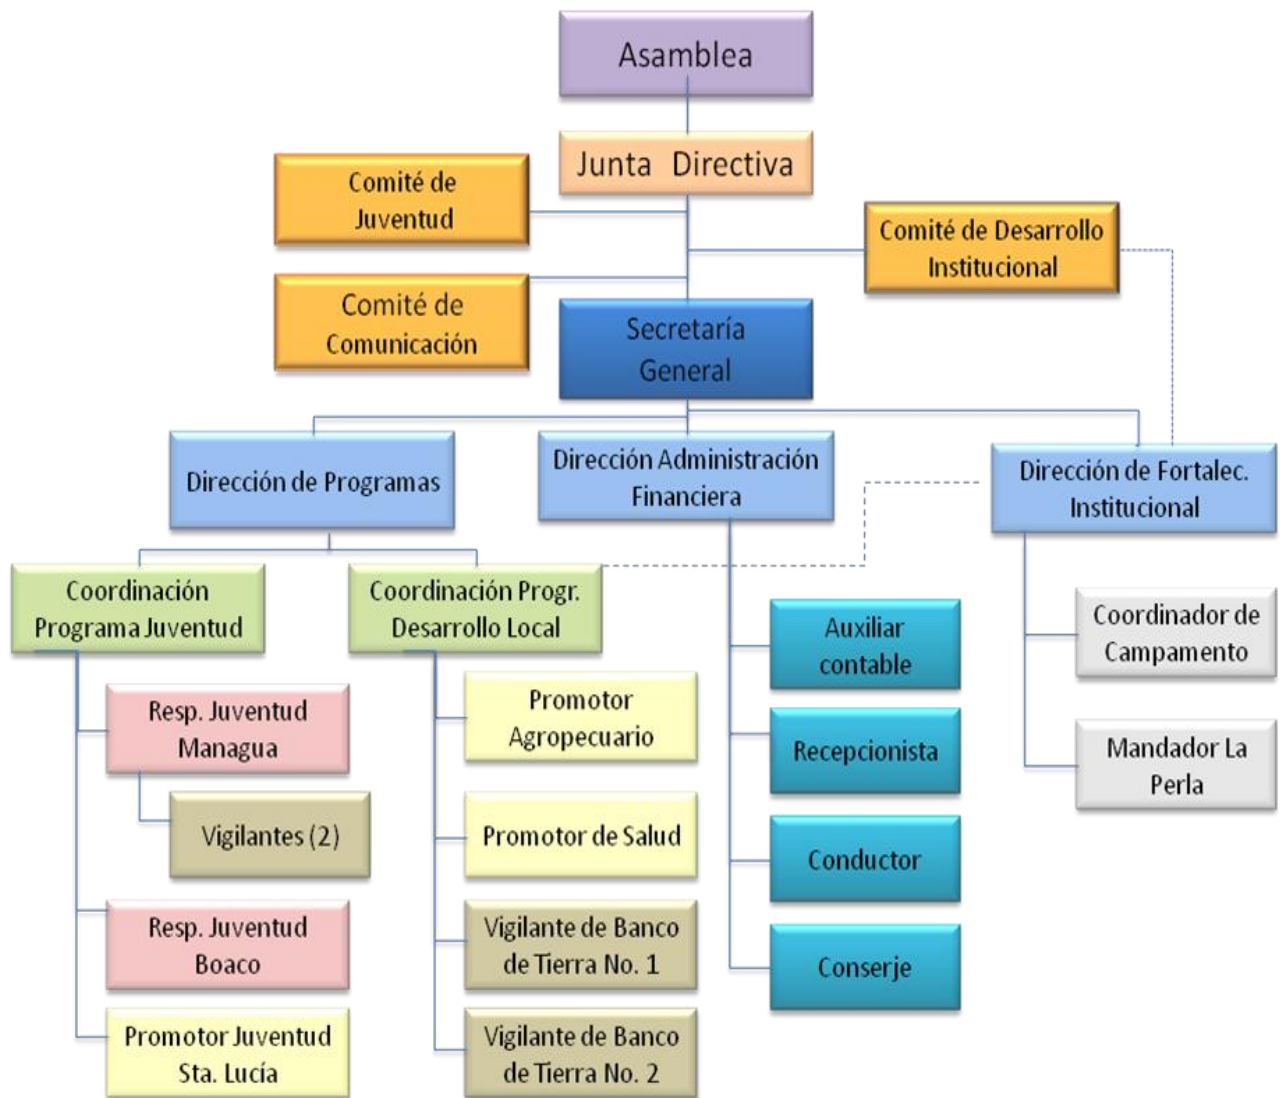 Asamblea
Junta Directiva
Comité de
Juventud
Comité de Desarrollo
Institucional
Comité de
Comunicación
Secretaría
General
Dirección de Programas
Dirección Administración
Financiera
Dirección de Fortalec.
Institucional
Coordinación
Programa Juventud
Coordinación Progr.
Desarrollo Local
Resp. Juventud
Managua
Vigilantes (2)
Resp. Juventud
Boaco
Promotor Juventud
Sta. Lucía
Promotor
Agropecuario
Promotor de Salud
Vigilante de Banco
de Tierra No. 1
Vigilante de Banco
de Tierra No. 2
Auxiliar
contable
Recepcionista
Conductor
Conserje
Coordinador de
Campamento
Mandador La
Perla